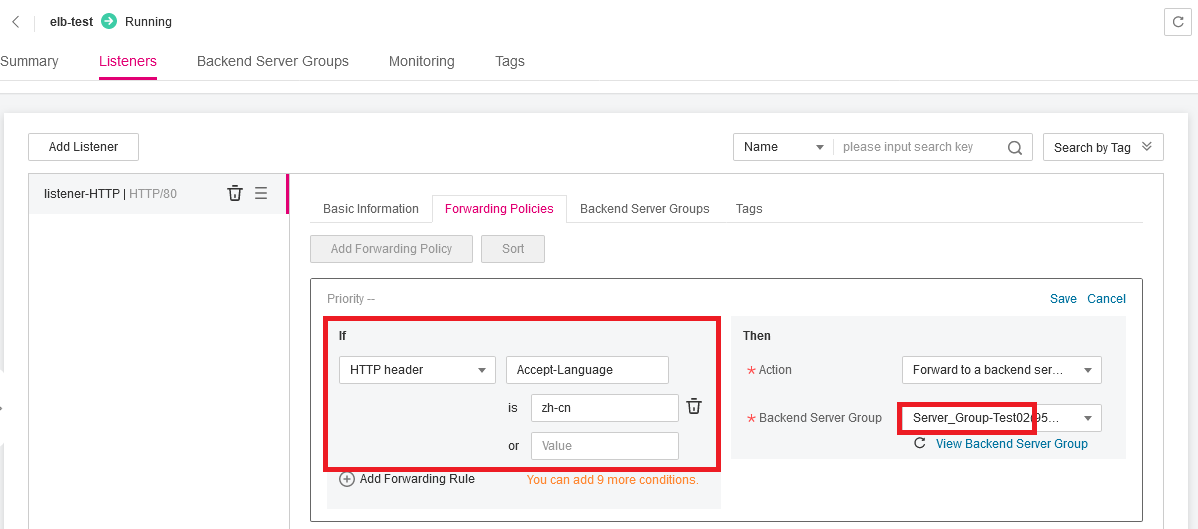 elb-test Running
Summary Listeners Backend Server Groups Monitoring Tags
Add Listener Name please input search key Search by Tag
listener-HTTP | HTTP/80
Basic Information Forwarding Policies Backend Server Groups Tags
Add Forwarding Policy Sort
Priority -- Save Cancel
If
HTTP header Accept-Language
is zh-cn
or Value
Add Forwarding Rule You can add 9 more conditions.
Then
* Action Forward to a backend ser...
* Backend Server Group Server_Group-Test02
View Backend Server Group